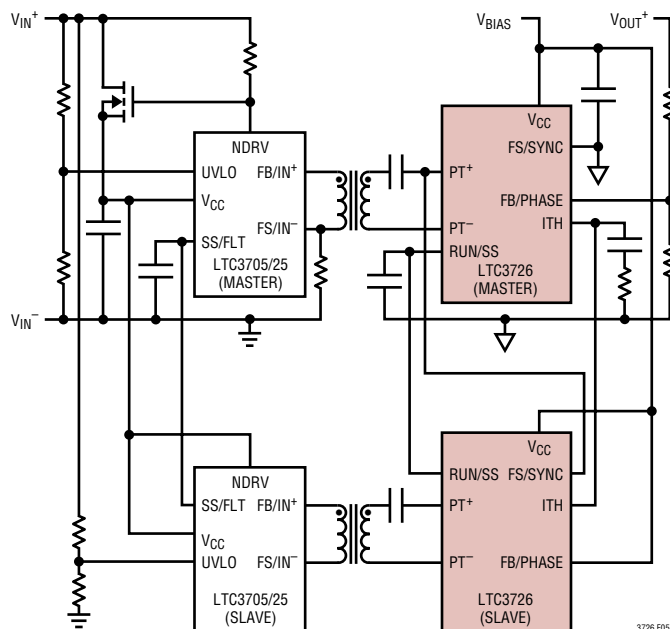 V_IN+
V_BIAS
V_OUT+
NDRV
UVLO FB/IN+
V_CC
FS/IN−
SS/FLT
LTC3705/25
(MASTER)
V_CC
FS/SYNC
PT+
FB/PHASE
ITH
PT−
RUN/SS
LTC3726
(MASTER)
V_IN−
NDRV
SS/FLT FB/IN+
V_CC
UVLO FS/IN−
LTC3705/25
(SLAVE)
V_CC
RUN/SS FS/SYNC
PT+ ITH
PT− FB/PHASE
LTC3726
(SLAVE)
3726 F05